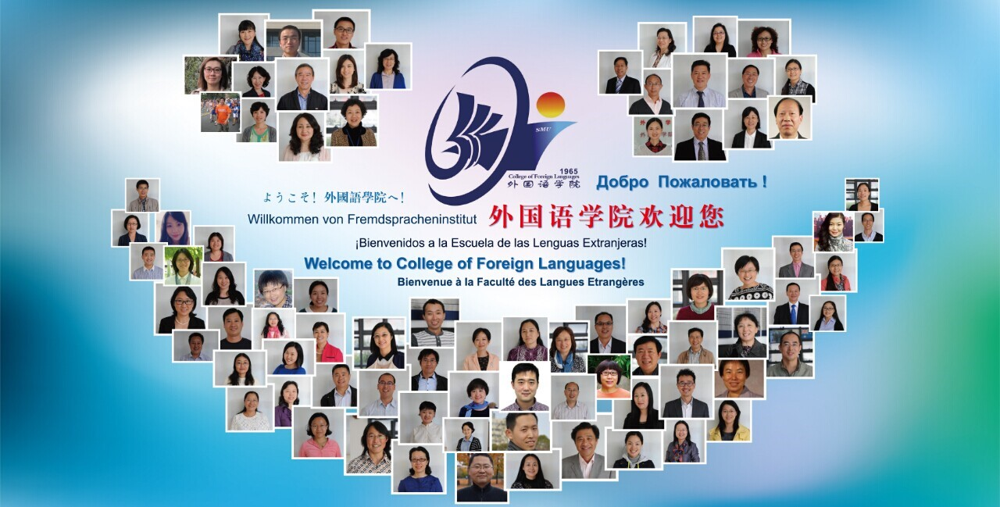 SMU
1965
College of Foreign Languages
外国语学院
Добро Пожаловать !
ようこそ！外國語學院へ！
Willkommen von Fremdspracheninstitut
外国语学院欢迎您
¡Bienvenidos a la Escuela de las Lenguas Extranjeras!
Welcome to College of Foreign Languages!
Bienvenue à la Faculté des Langues Etrangères